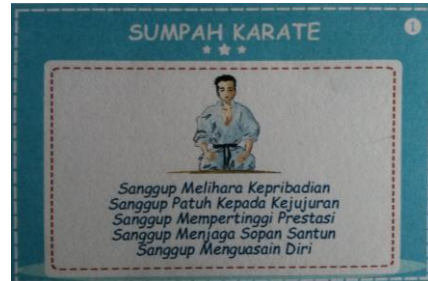 SUMPAH KARATE
1
Sanggup Melihara Kepribadian
Sanggup Patuh Kepada Kejujuran
Sanggup Mempertinggi Prestasi
Sanggup Menjaga Sopan Santun
Sanggup Menguasain Diri